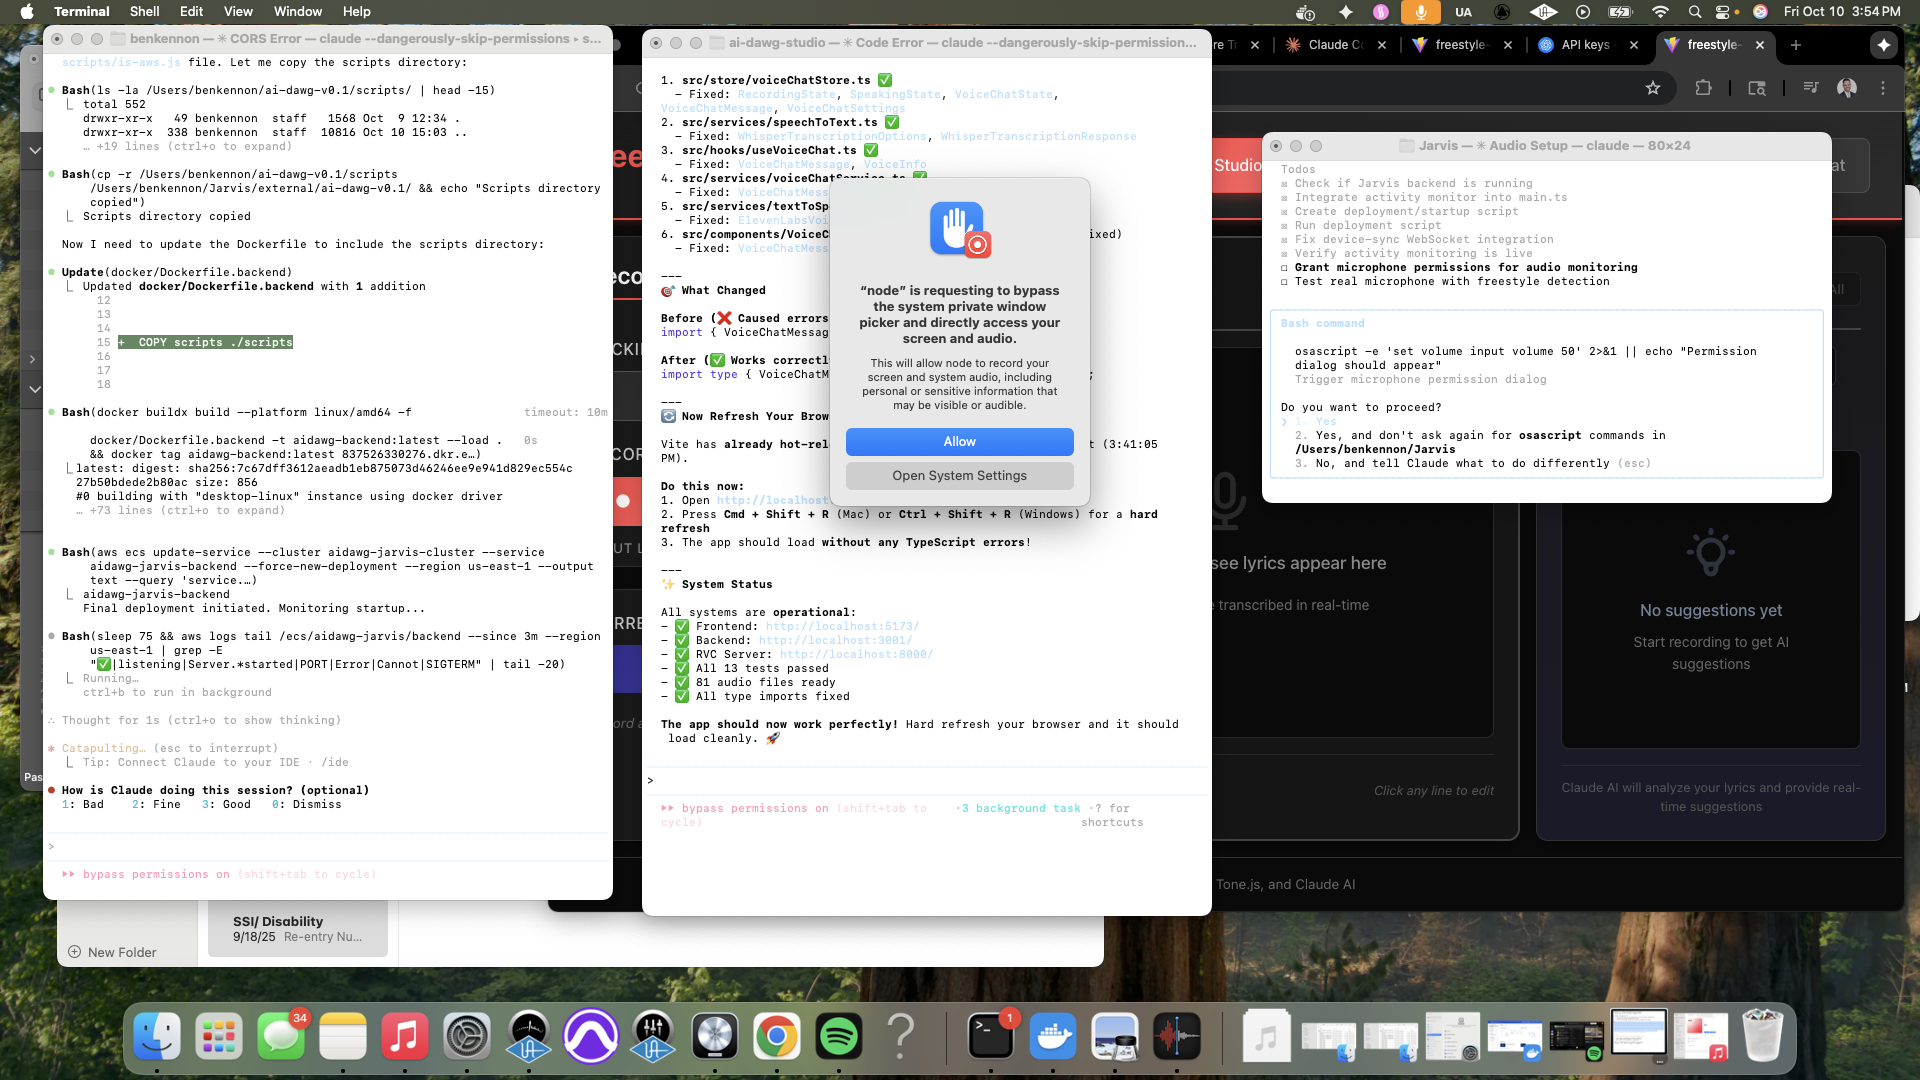 Terminal Shell Scripts Edit View Window Help
UA
Fri Oct 10 3:54 PM
benkennon — ✳ CORS Error — claude --dangerously-skip-permissions ▸ s...
scripts/is-aws.js file. Let me copy the scripts directory:
Bash(ls -la /Users/benkennon/ai-dawg-v0.1/scripts/ | head -15)
total 552
drwxr-xr-x 49 benkennon staff 1568 Oct 9 12:34 .
drwxr-xr-x 338 benkennon staff 10816 Oct 10 15:03 ..
… +19 lines (ctrl+o to expand)
Bash(cp -r /Users/benkennon/ai-dawg-v0.1/scripts
/Users/benkennon/Jarvis/external/ai-dawg-v0.1/ && echo "Scripts directory
copied")
Scripts directory copied
Now I need to update the Dockerfile to include the scripts directory:
Update(docker/Dockerfile.backend)
Updated docker/Dockerfile.backend with 1 addition
12
13
14
15 + COPY scripts ./scripts
16
17
18
Bash(docker buildx build --platform linux/amd64 -f timeout: 10m
docker/Dockerfile.backend -t aidawg-backend:latest --load . 0s
&& docker tag aidawg-backend:latest 837526330276.dkr.e…)
latest: digest: sha256:7c67dff3612aeadb1eb875073d46246ee9e941d829ec554c
27b50bdede2b80ac size: 856
#0 building with "desktop-linux" instance using docker driver
… +73 lines (ctrl+o to expand)
Bash(aws ecs update-service --cluster aidawg-jarvis-cluster --service
aidawg-jarvis-backend --force-new-deployment --region us-east-1 --output
text --query 'service.…)
aidawg-jarvis-backend
Final deployment initiated. Monitoring startup...
Bash(sleep 75 && aws logs tail /ecs/aidawg-jarvis/backend --since 3m --region
us-east-1 | grep -E
"✅|listening|Server.*started|PORT|Error|Cannot|SIGTERM" | tail -20)
Running…
ctrl+b to run in background
∴ Thought for 1s (ctrl+o to show thinking)
✱ Catapulting… (esc to interrupt)
Tip: Connect Claude to your IDE · /ide
How is Claude doing this session? (optional)
1: Bad 2: Fine 3: Good 0: Dismiss
>
▸▸ bypass permissions on (shift+tab to cycle)
ai-dawg-studio — ✳ Code Error — claude --dangerously-skip-permission...
1. src/store/voiceChatStore.ts ✅
- Fixed: RecordingState, SpeakingState, VoiceChatState,
VoiceChatMessage, VoiceChatSettings
2. src/services/speechToText.ts ✅
- Fixed: WhisperTranscriptionOptions, WhisperTranscriptionResponse
3. src/hooks/useVoiceChat.ts ✅
- Fixed: VoiceChatMessage, VoiceInfo
4. src/services/voiceChatService.ts ✅
- Fixed: VoiceChatMess
5. src/services/textToSp
- Fixed: ElevenLabsVoi
6. src/components/VoiceC ixed)
- Fixed: VoiceChatMess
---
🎯 What Changed
Before (❌ Caused errors
import { VoiceChatMessag
After (✅ Works correctl
import type { VoiceChatM ;
---
🔄 Now Refresh Your Brow
Vite has already hot-rel t (3:41:05
PM).
Do this now:
1. Open http://localhost
2. Press Cmd + Shift + R (Mac) or Ctrl + Shift + R (Windows) for a hard
refresh
3. The app should load without any TypeScript errors!
---
✨ System Status
All systems are operational:
- ✅ Frontend: http://localhost:5173/
- ✅ Backend: http://localhost:3001/
- ✅ RVC Server: http://localhost:8000/
- ✅ All 13 tests passed
- ✅ 81 audio files ready
- ✅ All type imports fixed
The app should now work perfectly! Hard refresh your browser and it should
load cleanly. 🚀
>
▸▸ bypass permissions on (shift+tab to · 3 background task · ? for
cycle) shortcuts
“node” is requesting to bypass
the system private window
picker and directly access your
screen and audio.
This will allow node to record your
screen and system audio, including
personal or sensitive information that
may be visible or audible.
Allow
Open System Settings
re Tr
Claude Co
freestyle-
API keys -
freestyle-
Studio
at
All
Jarvis — ✳ Audio Setup — claude — 80×24
Todos
☒ Check if Jarvis backend is running
☒ Integrate activity monitor into main.ts
☒ Create deployment/startup script
☒ Run deployment script
☒ Fix device-sync WebSocket integration
☒ Verify activity monitoring is live
☐ Grant microphone permissions for audio monitoring
☐ Test real microphone with freestyle detection
Bash command
osascript -e 'set volume input volume 50' 2>&1 || echo "Permission
dialog should appear"
Trigger microphone permission dialog
Do you want to proceed?
❯ 1. Yes
2. Yes, and don't ask again for osascript commands in
/Users/benkennon/Jarvis
3. No, and tell Claude what to do differently (esc)
see lyrics appear here
e transcribed in real-time
Click any line to edit
No suggestions yet
Start recording to get AI
suggestions
Claude AI will analyze your lyrics and provide real-
time suggestions
Tone.js, and Claude AI
ee
eco
CKI
COR
UT L
RRE
ord a
Pas
SSI/ Disability
9/18/25 Re-entry Nu...
New Folder
34
1